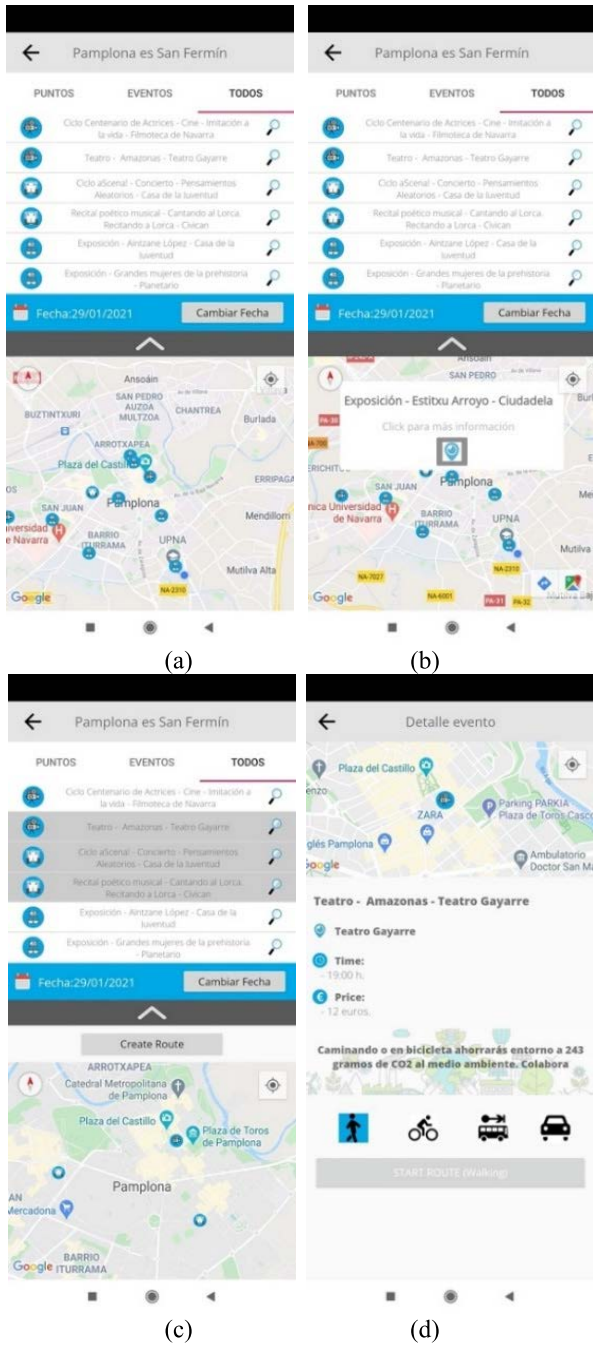 Pamplona es San Fermín
PUNTOS EVENTOS TODOS
Ciclo Centenario de Actrices - Cine - Imitación a
la vida - Filmoteca de Navarra
Teatro - Amazonas - Teatro Gayarre
Ciclo aScena! - Concierto - Pensamientos
Aleatorios - Casa de la Juventud
Recital poético musical - Cantando al Lorca.
Recitando a Lorca - Civican
Exposición - Aintzane López - Casa de la
Juventud
Exposición - Grandes mujeres de la prehistoria
- Planetario
Fecha:29/01/2021 Cambiar Fecha
Ansoáin
SAN PEDRO
AUZOA
MULTZOA
CHANTREA
BUZTINTXURI
Burlada
ARROTXAPEA
Plaza del Castillo
ERRIPAGA
SAN JUAN
Pamplona
Mendillorri
de Navarra
BARRIO
ITURRAMA
UPNA
Mutilva Alta
NA-2310
Google
(a)
Pamplona es San Fermín
PUNTOS EVENTOS TODOS
Ciclo Centenario de Actrices - Cine - Imitación a
la vida - Filmoteca de Navarra
Teatro - Amazonas - Teatro Gayarre
Ciclo aScena! - Concierto - Pensamientos
Aleatorios - Casa de la Juventud
Recital poético musical - Cantando al Lorca.
Recitando a Lorca - Civican
Exposición - Aintzane López - Casa de la
Juventud
Exposición - Grandes mujeres de la prehistoria
- Planetario
Fecha:29/01/2021 Cambiar Fecha
Ansoáin
SAN PEDRO
Exposición - Estitxu Arroyo - Ciudadela
Click para más información
SAN JUAN
Pamplona
nica Universidad
de Navarra
BARRIO
ITURRAMA
UPNA
Mutilva
NA-2310
NA-7027
NA-6001
PA-31
PA-32
Google
(b)
Pamplona es San Fermín
PUNTOS EVENTOS TODOS
Ciclo Centenario de Actrices - Cine - Imitación a
la vida - Filmoteca de Navarra
Teatro - Amazonas - Teatro Gayarre
Ciclo aScena! - Concierto - Pensamientos
Aleatorios - Casa de la Juventud
Recital poético musical - Cantando al Lorca.
Recitando a Lorca - Civican
Exposición - Aintzane López - Casa de la
Juventud
Exposición - Grandes mujeres de la prehistoria
- Planetario
Fecha:29/01/2021 Cambiar Fecha
Create Route
ARROTXAPEA
Catedral Metropolitana
de Pamplona
Plaza del Castillo
Plaza de Toros
de Pamplona
Pamplona
AN
Mercadona
BARRIO
ITURRAMA
Google
(c)
Detalle evento
Plaza del Castillo
enzo
ZARA
Parking PARKIA
Plaza de Toros Casco
glés Pamplona
Ambulatorio
Doctor San Ma
Google
Teatro - Amazonas - Teatro Gayarre
Teatro Gayarre
Time:
- 19:00 h.
Price:
- 12 euros.
Caminando o en bicicleta ahorrarás entorno a 243
gramos de CO2 al medio ambiente. Colabora
START ROUTE (Walking)
(d)